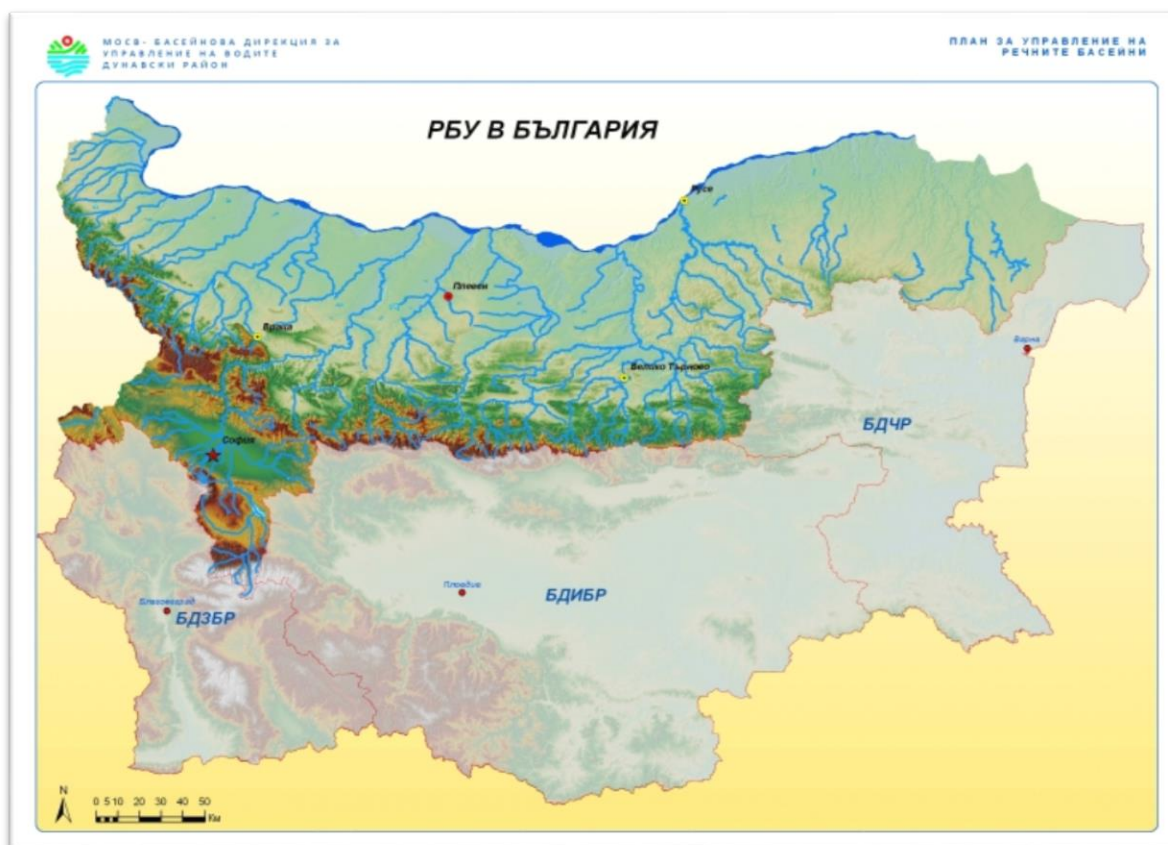 МОСВ- БАСЕЙНОВА ДИРЕКЦИЯ ЗА
УПРАВЛЕНИЕ НА ВОДИТЕ
ДУНАВСКИ РАЙОН
ПЛАН ЗА УПРАВЛЕНИЕ НА
РЕЧНИТЕ БАСЕЙНИ
РБУ В БЪЛГАРИЯ
Русе
Плевен
Враца
Варна
Велико Търново
БДЧР
София
Пловдив
БДИБР
Благоевград
БДЗБР
N
0 5 10 20 30 40 50
Км